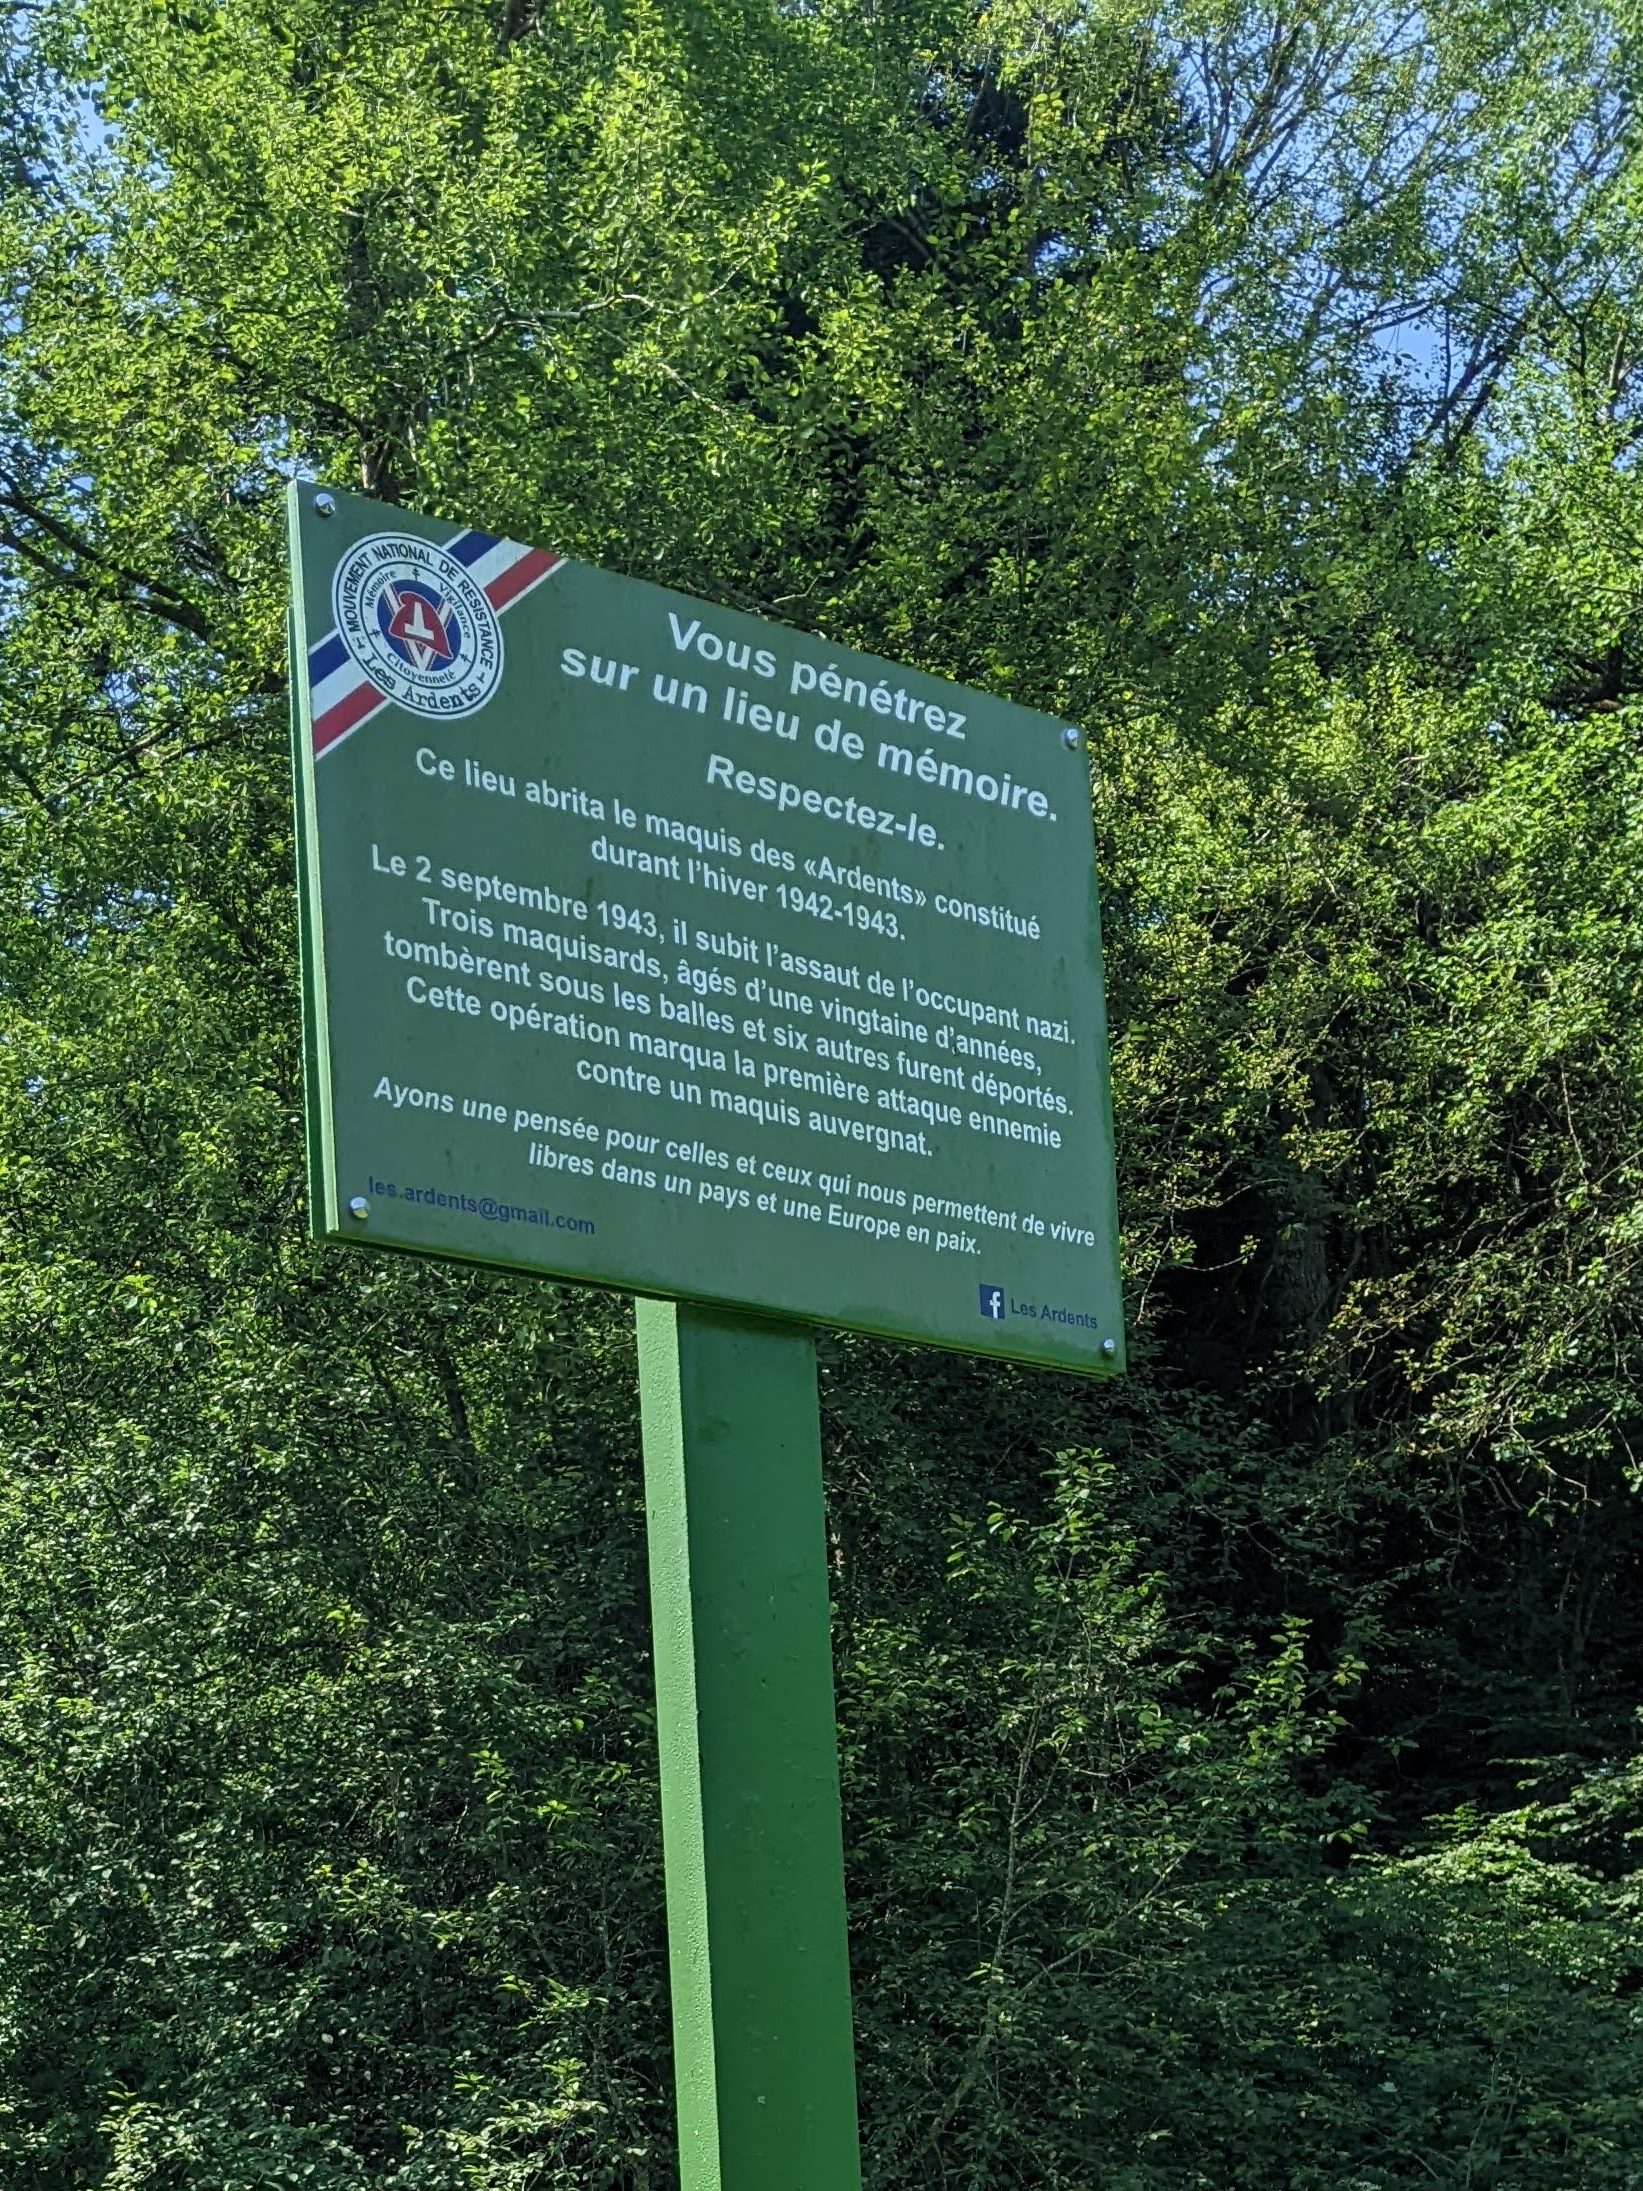 MOUVEMENT NATIONAL DE RESISTANCE
Mémoire Vigilance
Citoyenneté
Les Ardents
Vous pénétrez
sur un lieu de mémoire.
Respectez-le.
Ce lieu abrita le maquis des «Ardents» constitué
durant l'hiver 1942-1943.
Le 2 septembre 1943, il subit l'assaut de l'occupant nazi.
Trois maquisards, âgés d'une vingtaine d'années,
tombèrent sous les balles et six autres furent déportés.
Cette opération marqua la première attaque ennemie
contre un maquis auvergnat.
Ayons une pensée pour celles et ceux qui nous permettent de vivre
libres dans un pays et une Europe en paix.
les.ardents@gmail.com
f Les Ardents